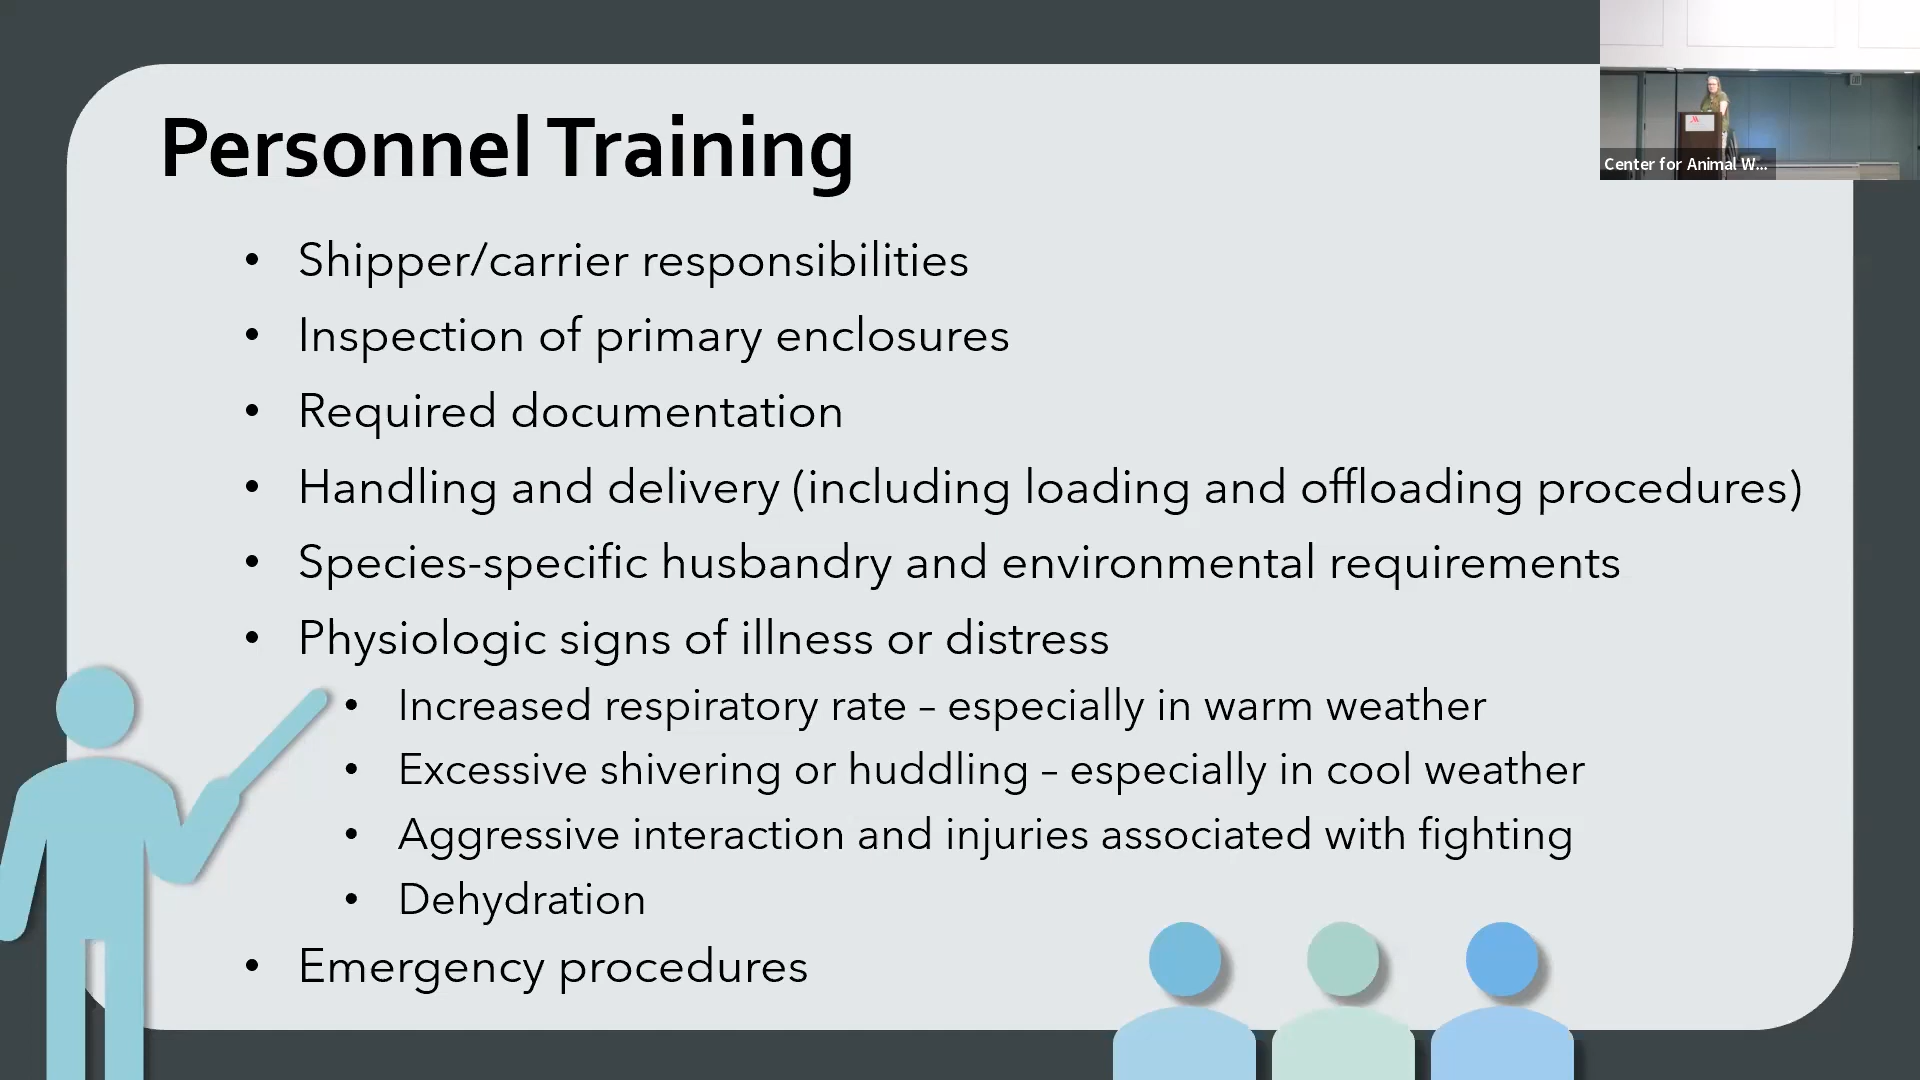 Personnel Training
Center for Animal W...
• Shipper/carrier responsibilities
• Inspection of primary enclosures
• Required documentation
• Handling and delivery (including loading and offloading procedures)
• Species-specific husbandry and environmental requirements
• Physiologic signs of illness or distress
• Increased respiratory rate – especially in warm weather
• Excessive shivering or huddling – especially in cool weather
• Aggressive interaction and injuries associated with fighting
• Dehydration
• Emergency procedures